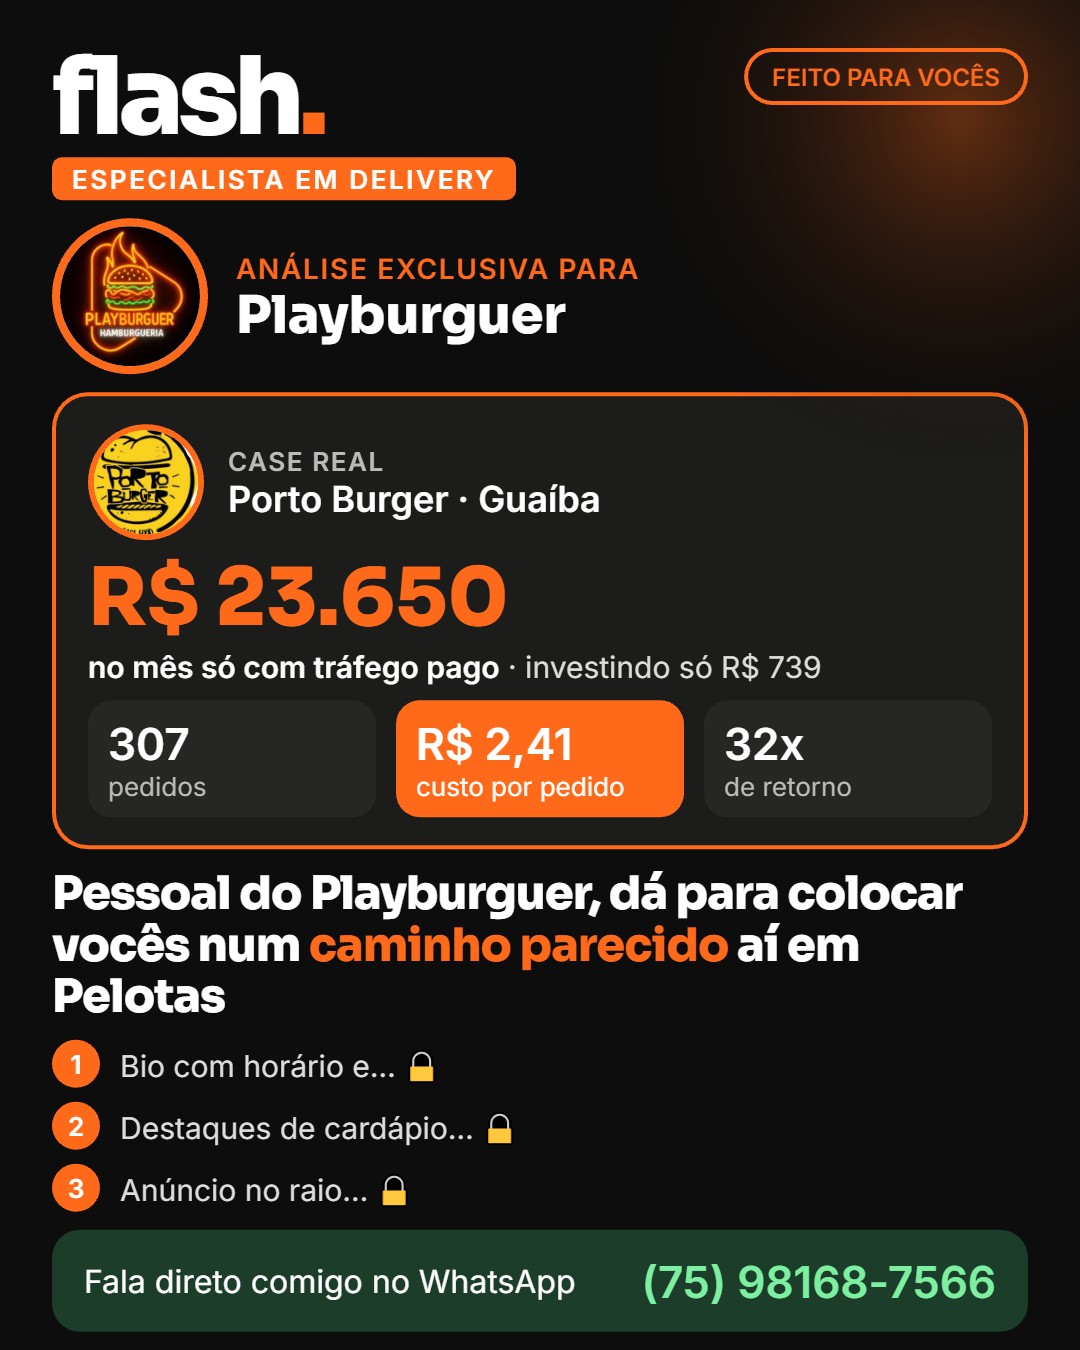 flash.
FEITO PARA VOCÊS
ESPECIALISTA EM DELIVERY
PLAYBURGUER
HAMBURGUERIA
ANÁLISE EXCLUSIVA PARA
Playburguer
PORTO
BURGER
CASE REAL
Porto Burger · Guaíba
R$ 23.650
no mês só com tráfego pago · investindo só R$ 739
307
pedidos
R$ 2,41
custo por pedido
32x
de retorno
Pessoal do Playburguer, dá para colocar
vocês num caminho parecido aí em
Pelotas
1 Bio com horário e... 🔒
2 Destaques de cardápio... 🔒
3 Anúncio no raio... 🔒
Fala direto comigo no WhatsApp (75) 98168-7566